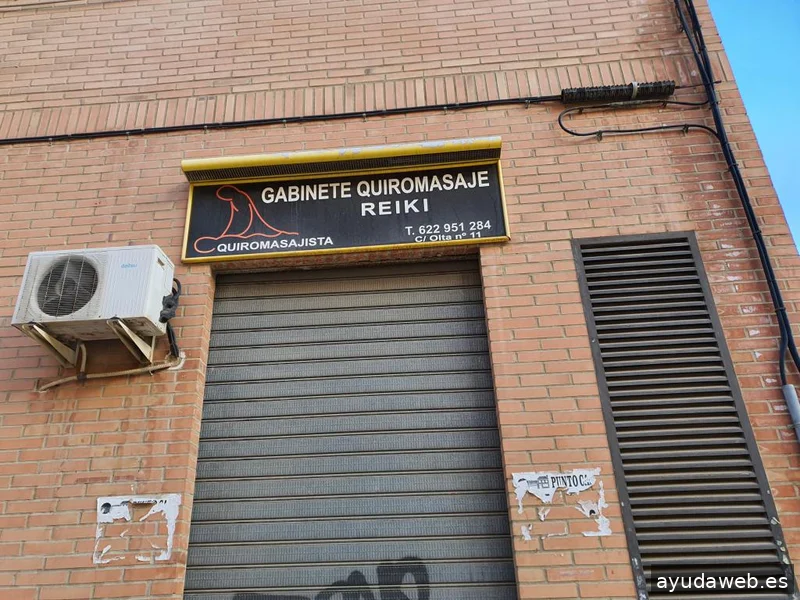 GABINETE QUIROMASAJE
REIKI
QUIROMASAJISTA
T. 622 951 284
C/ Olta nº 11
PUNTO
ayudaweb.es